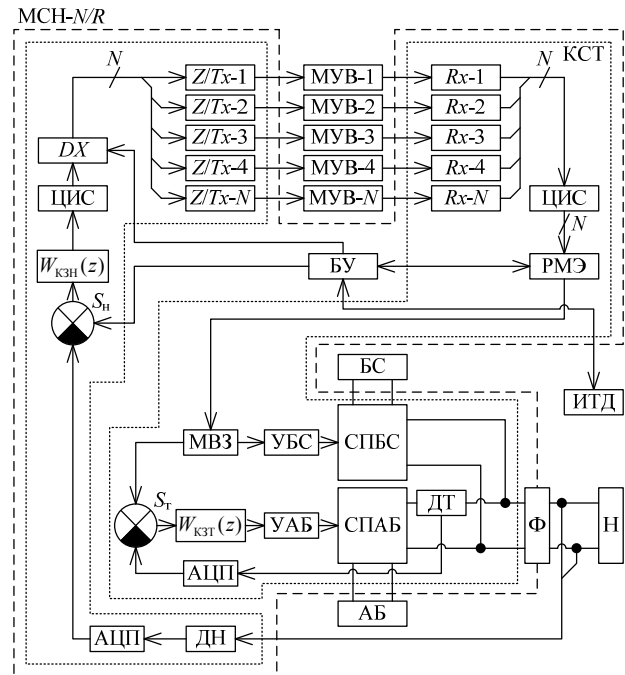 МСН-N/R
N
N
КСТ
Z/Tx-1
МУВ-1
Rx-1
Z/Tx-2
МУВ-2
Rx-2
Z/Tx-3
МУВ-3
Rx-3
DX
Z/Tx-4
МУВ-4
Rx-4
ЦИС
Z/Tx-N
МУВ-N
Rx-N
ЦИС
N
Wкзн(z)
БУ
РМЭ
Sн
БС
ИТД
МВЗ
УБС
СПБС
Sт
Wкзт(z)
УАБ
СПАБ
ДТ
Ф
Н
АЦП
АБ
АЦП
ДН